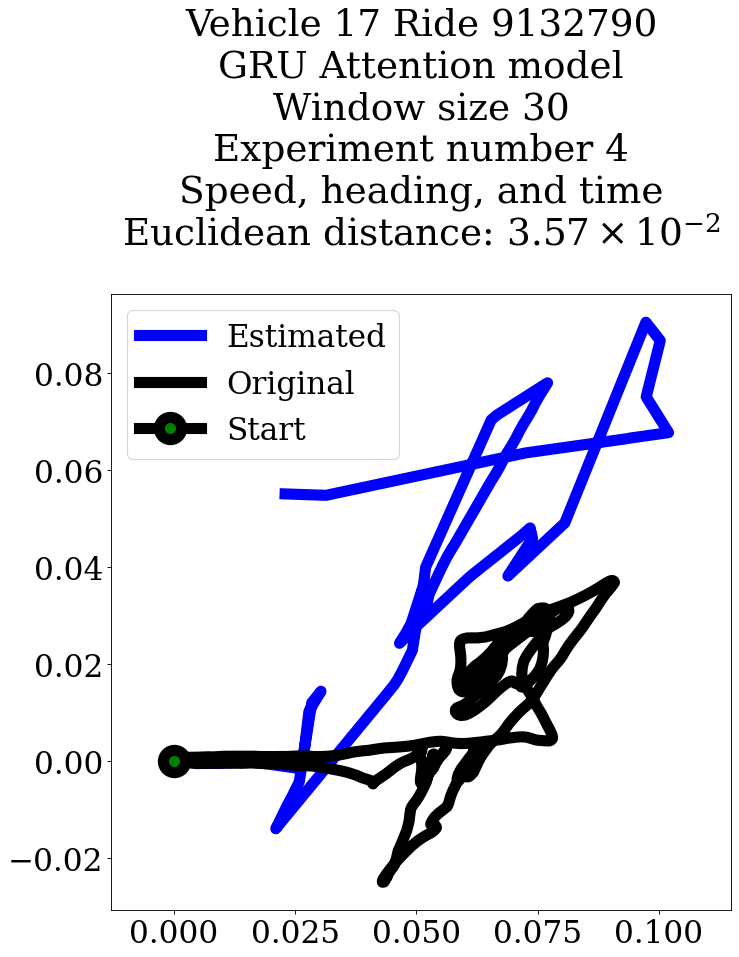 Vehicle 17 Ride 9132790
GRU Attention model
Window size 30
Experiment number 4
Speed, heading, and time
Euclidean distance: 3.57 × 10⁻²
Estimated
Original
Start
0.08
0.06
0.04
0.02
0.00
−0.02
0.000 0.025 0.050 0.075 0.100